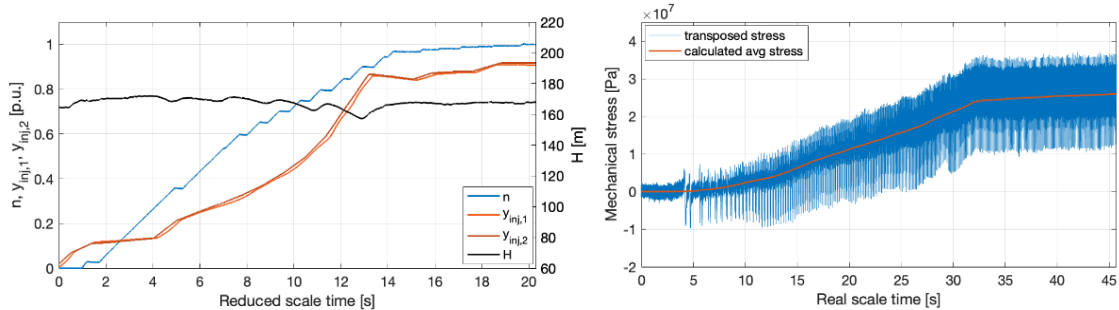 220
1
200
0.8
180
160
0.6
140
0.4
120
100
0.2
80
0
60
n, y_inj,1, y_inj,2 [p.u.]
H [m]
n
y_inj,1
y_inj,2
H
0 2 4 6 8 10 12 14 16 18 20
Reduced scale time [s]
×10^7
transposed stress
calculated avg stress
4
3
2
1
0
-1
-2
Mechanical stress [Pa]
0 5 10 15 20 25 30 35 40 45
Real scale time [s]